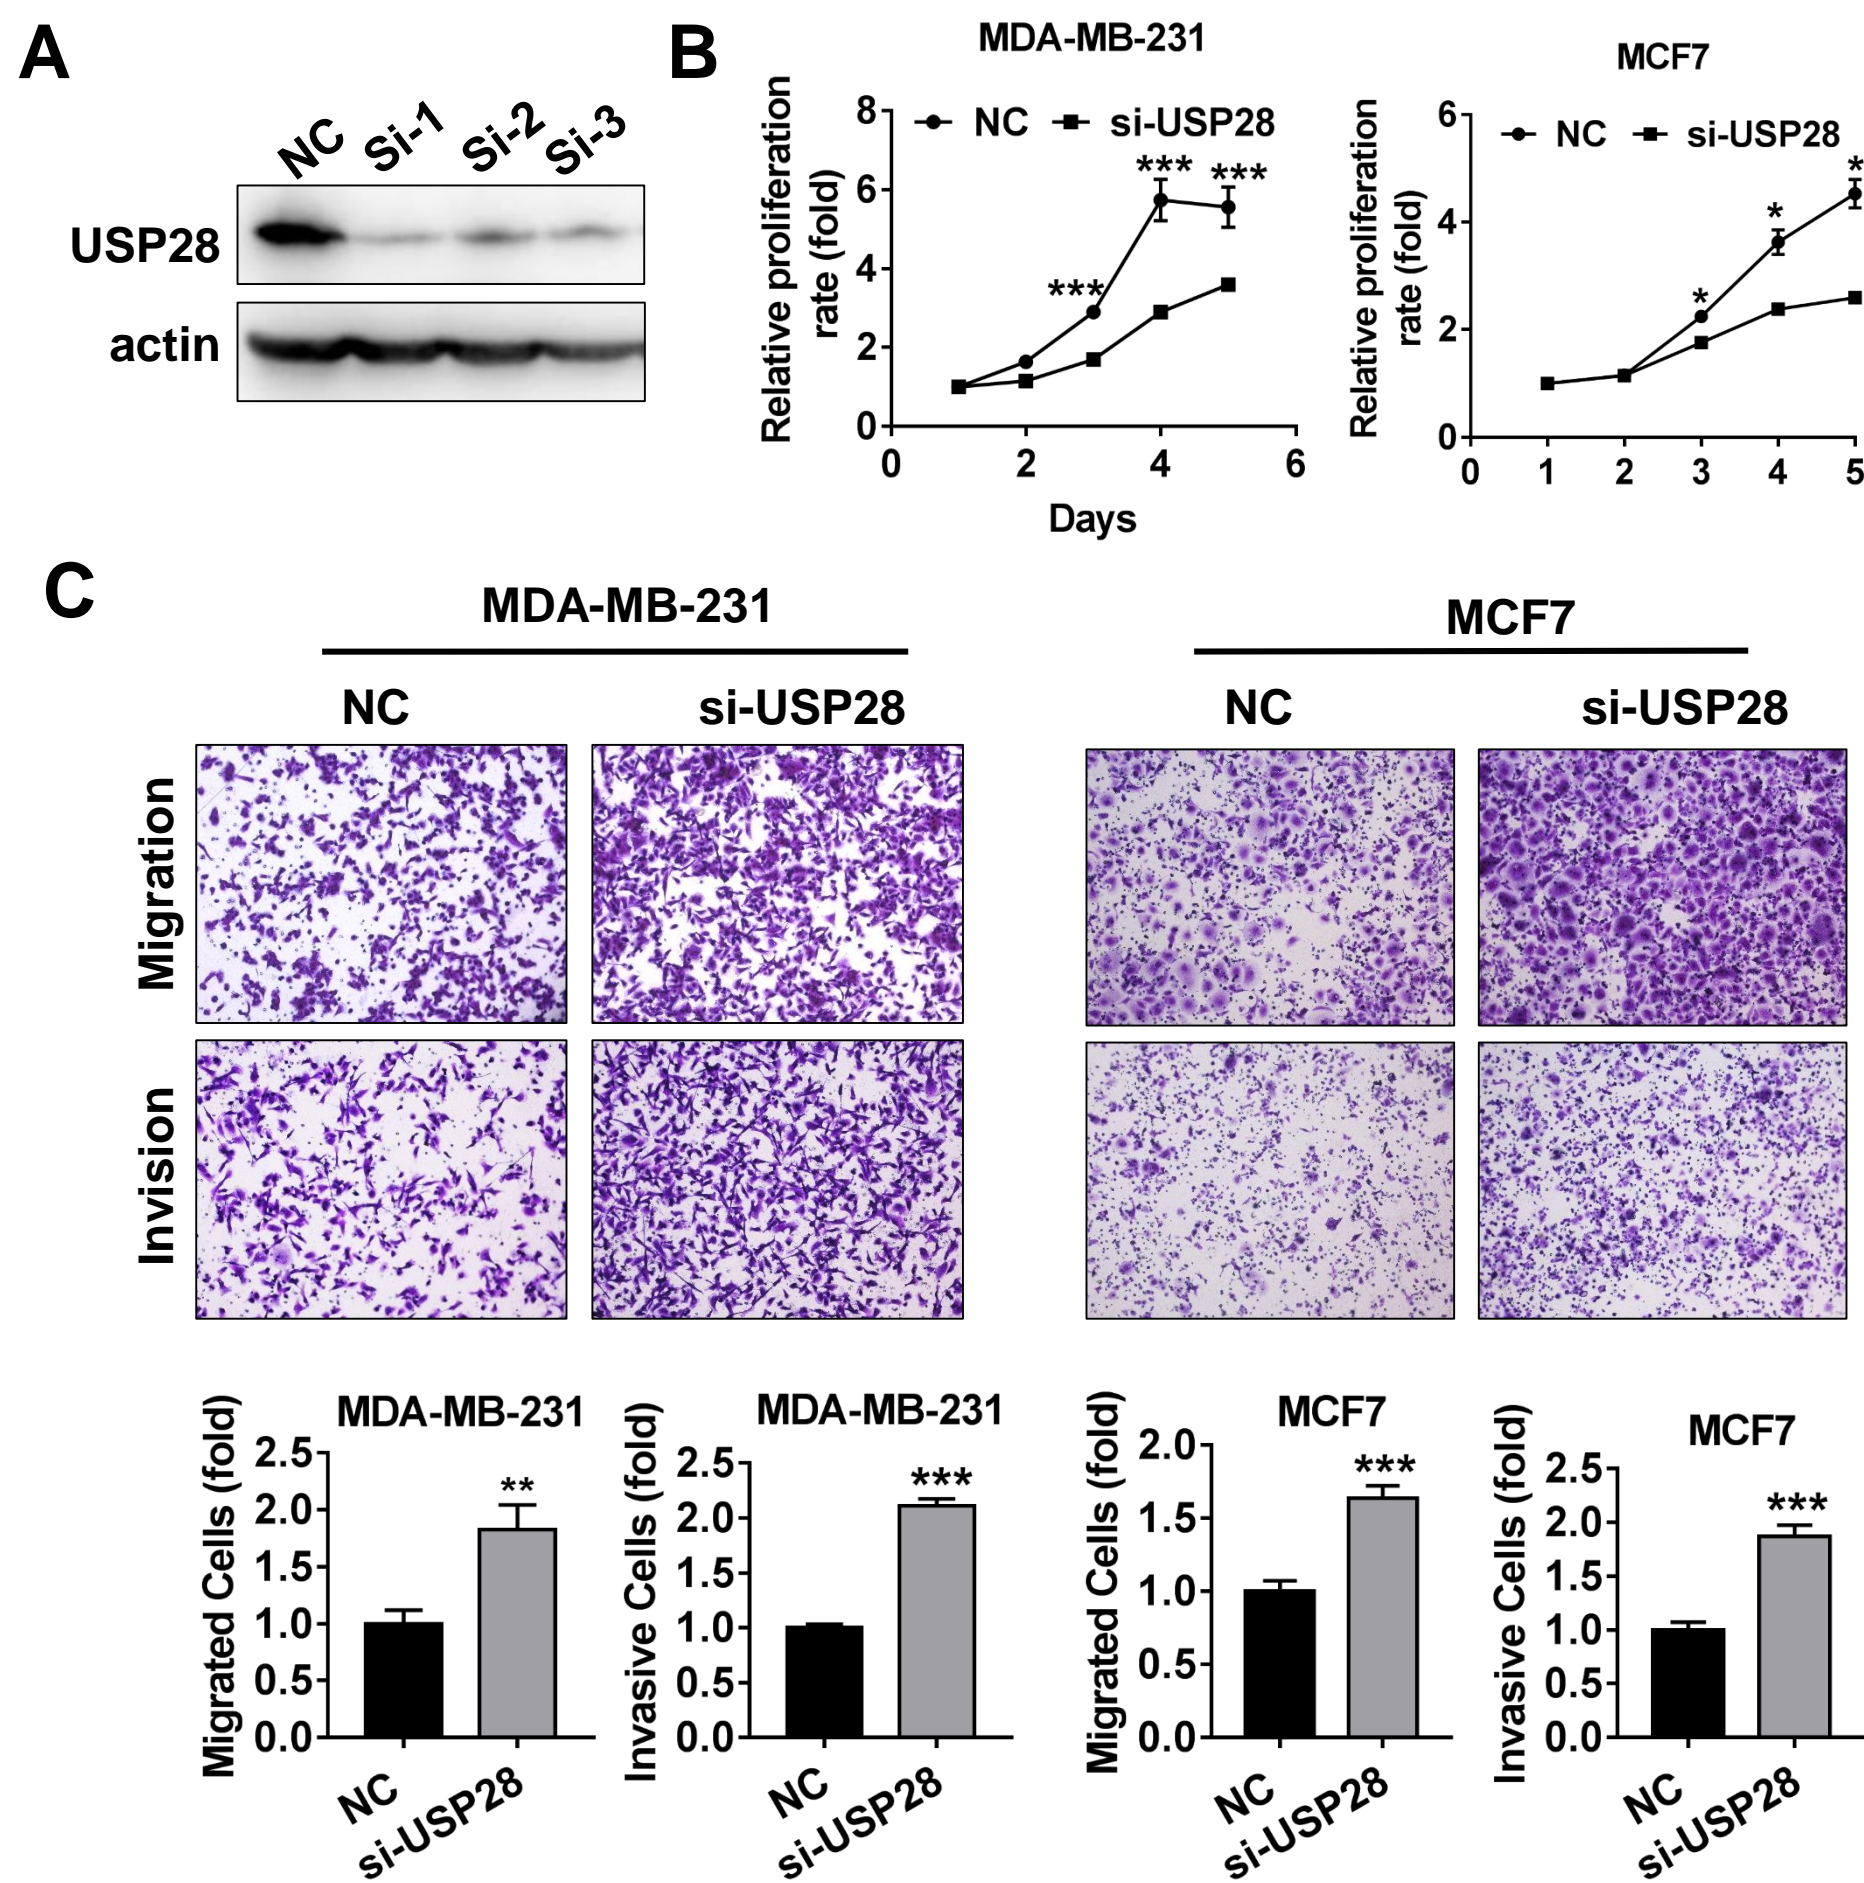 A
NC Si-1 Si-2 Si-3
USP28
actin
B
MDA-MB-231
NC si-USP28
Relative proliferation
rate (fold)
8
6
4
2
0
*** *** ***
0 2 4 6
Days
MCF7
NC si-USP28
Relative proliferation
rate (fold)
6
4
2
0
* * *
0 1 2 3 4 5
C
MDA-MB-231
MCF7
NC si-USP28 NC si-USP28
Migration
Invision
MDA-MB-231
Migrated Cells (fold)
2.5
2.0
1.5
1.0
0.5
0.0
**
NC
si-USP28
MDA-MB-231
Invasive Cells (fold)
2.5
2.0
1.5
1.0
0.5
0.0
***
NC
si-USP28
MCF7
Migrated Cells (fold)
2.0
1.5
1.0
0.5
0.0
***
NC
si-USP28
MCF7
Invasive Cells (fold)
2.5
2.0
1.5
1.0
0.5
0.0
***
NC
si-USP28